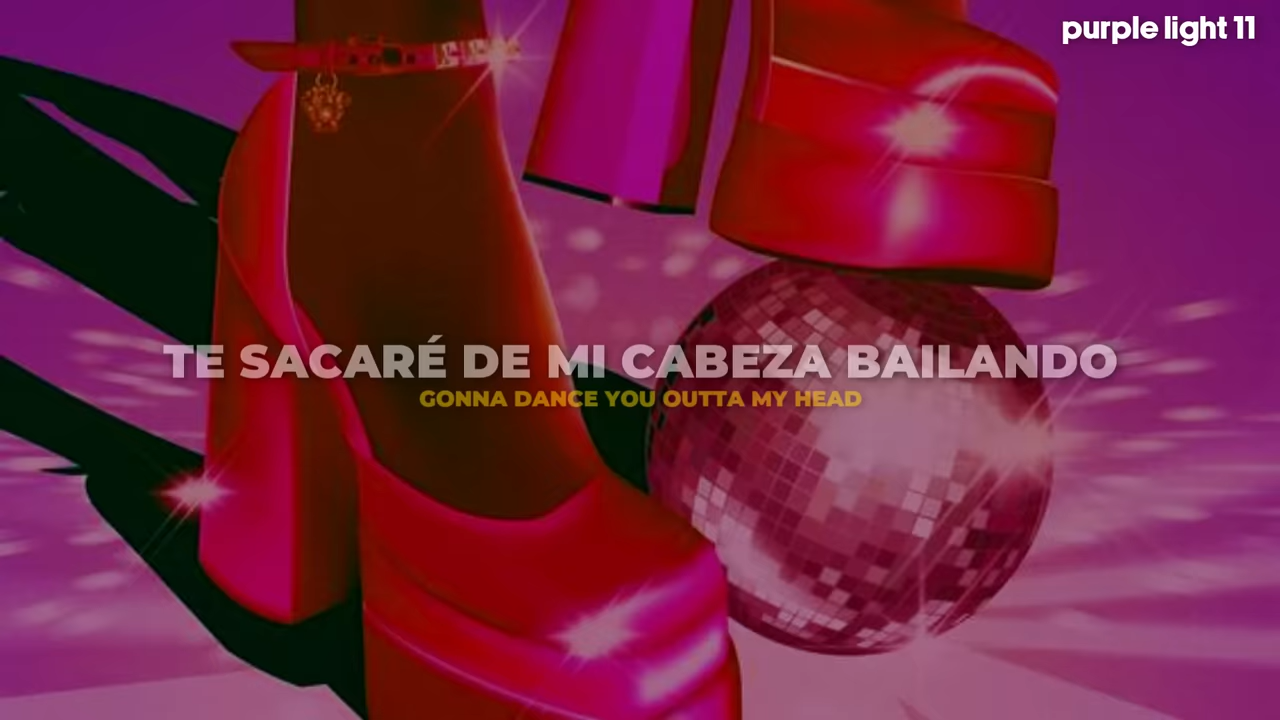 purple light 11
TE SACARÉ DE MI CABEZA BAILANDO
GONNA DANCE YOU OUTTA MY HEAD